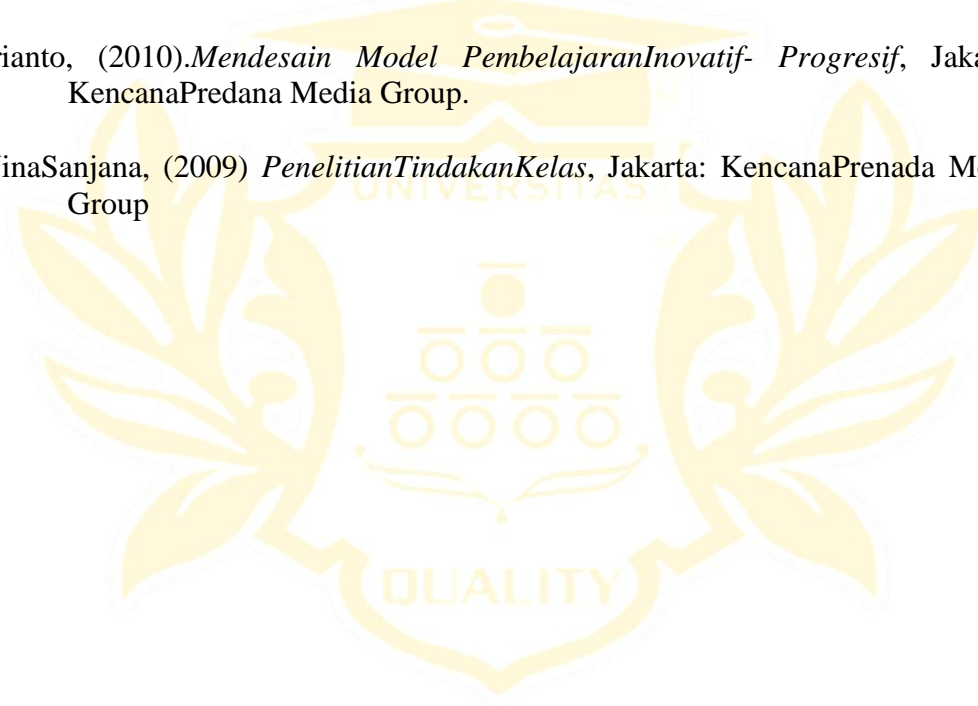 rianto, (2010).Mendesain Model PembelajaranInovatif- Progresif, Jaka
KencanaPredana Media Group.
inaSanjana, (2009) PenelitianTindakanKelas, Jakarta: KencanaPrenada M
Group
UNIVERSITAS
QUALITY